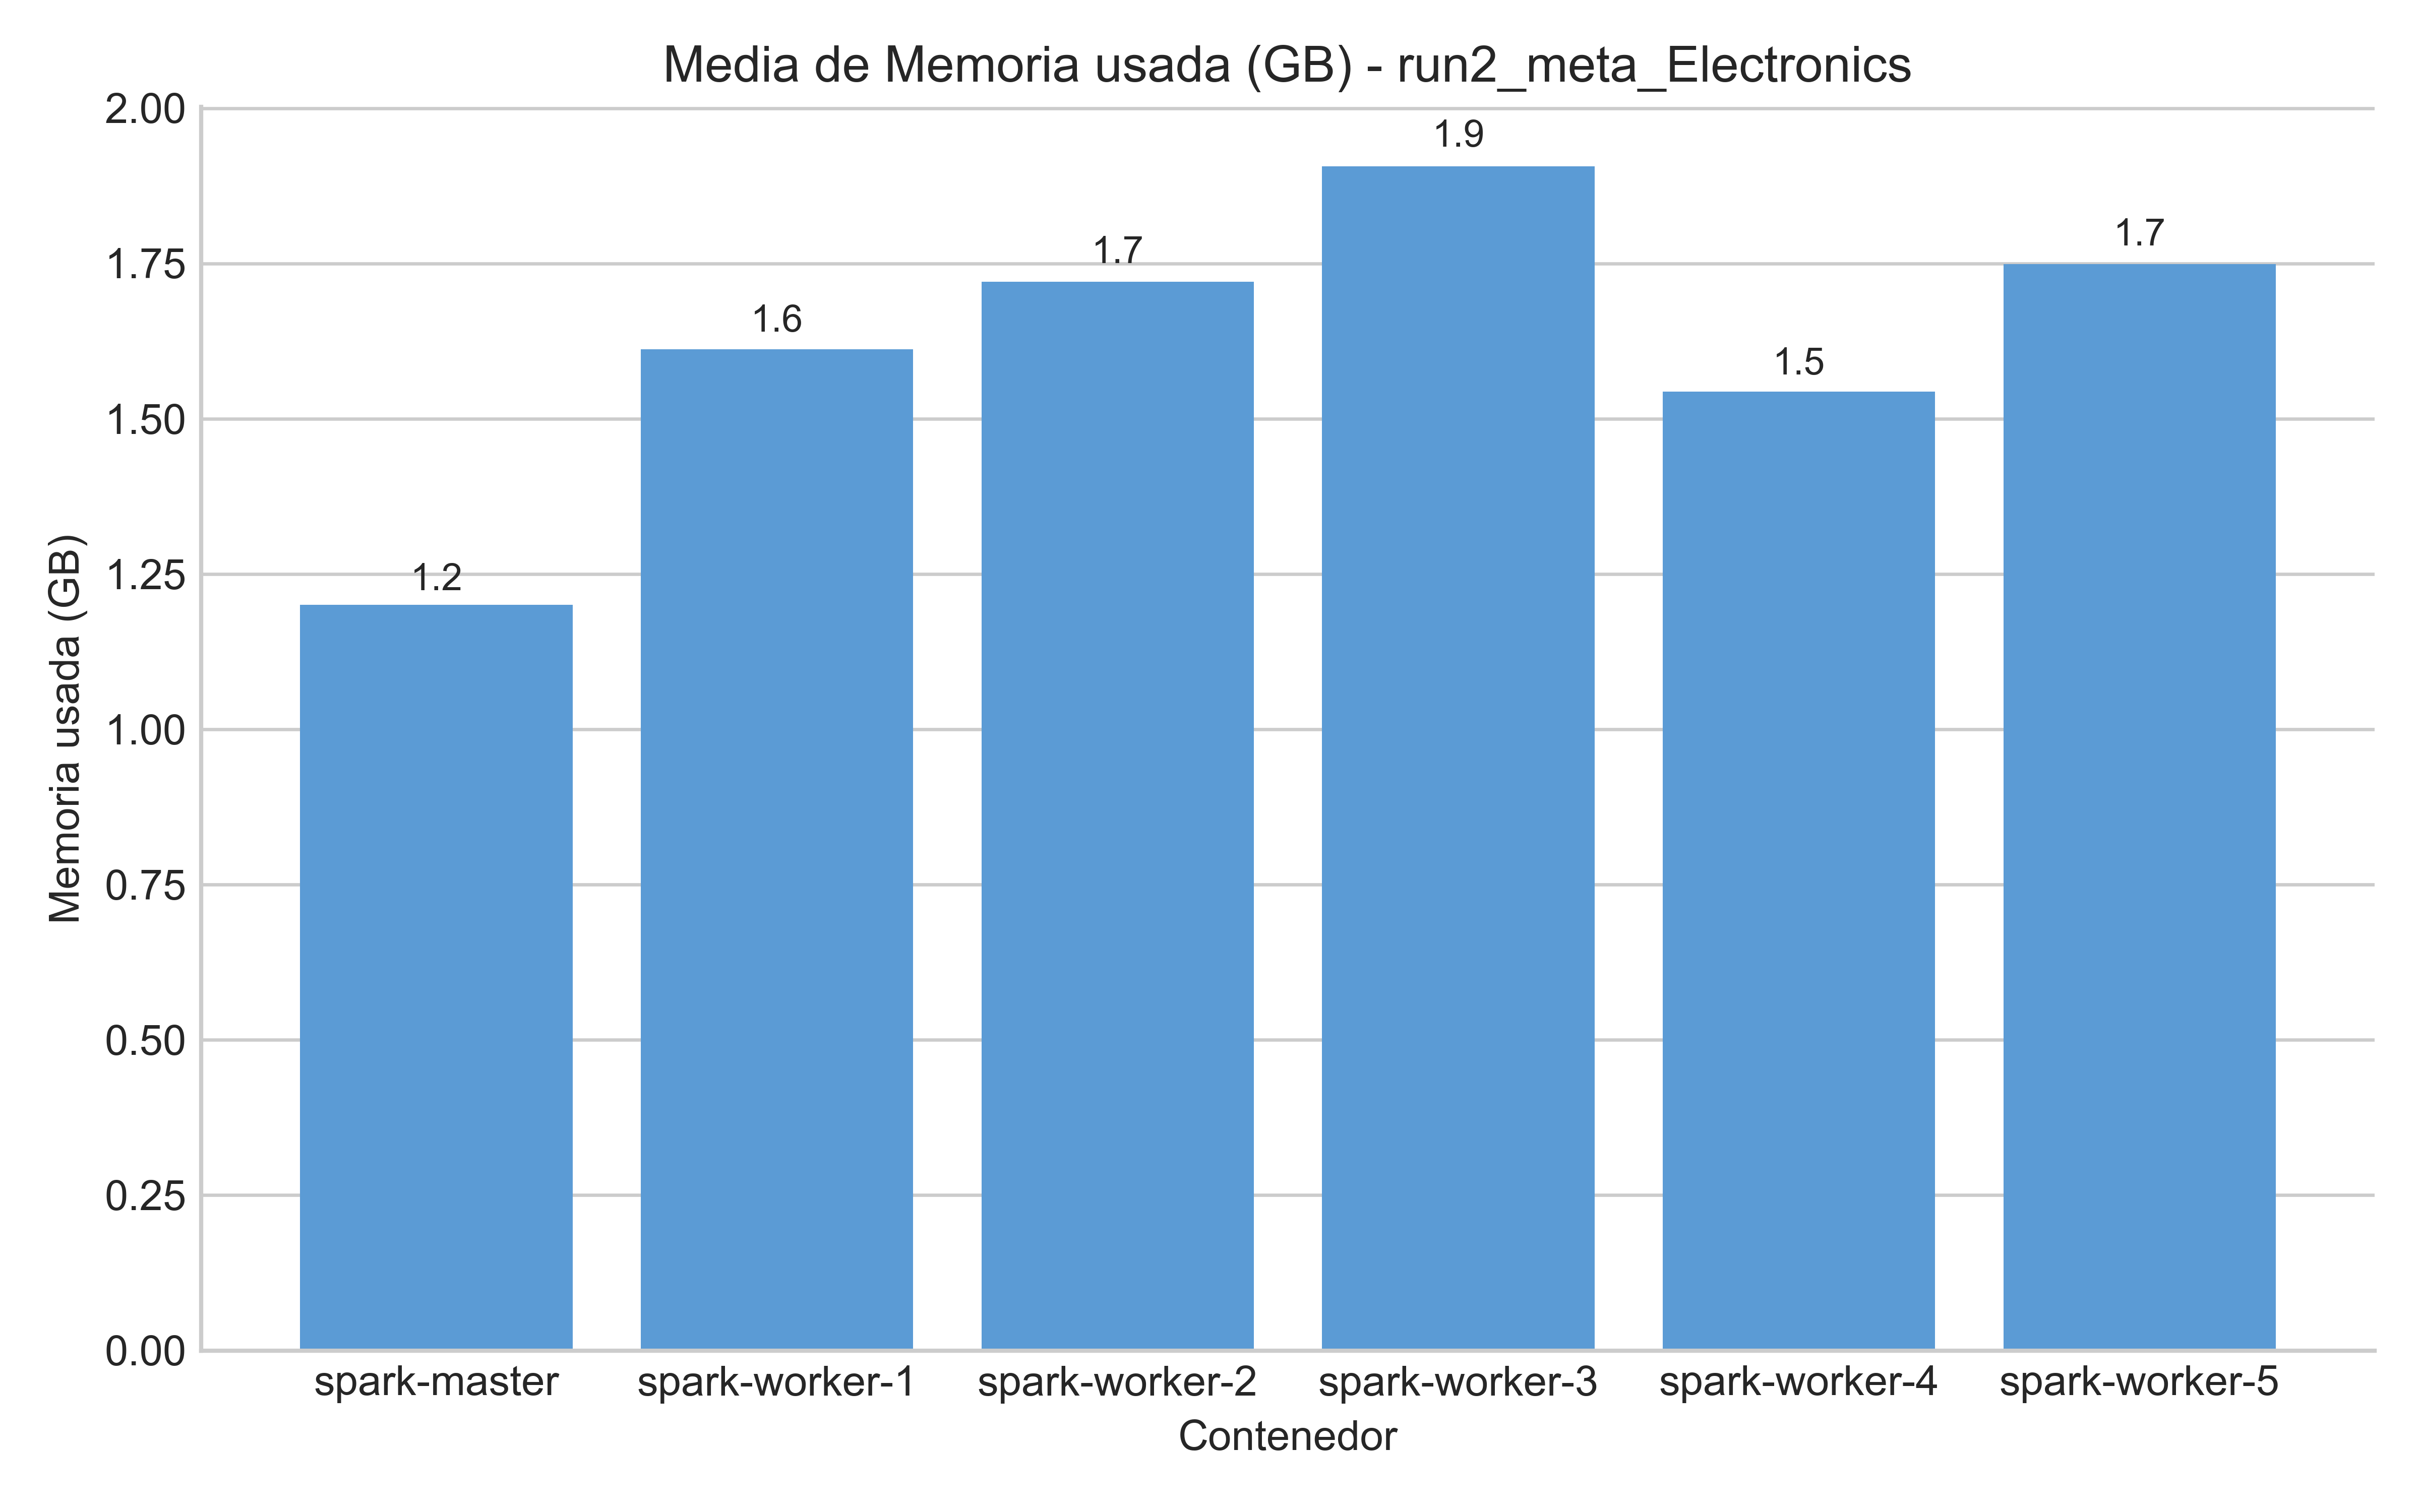 Media de Memoria usada (GB) - run2_meta_Electronics
2.00
1.75
1.50
1.25
1.00
0.75
0.50
0.25
0.00
Memoria usada (GB)
1.2
1.6
1.7
1.9
1.5
1.7
spark-master
spark-worker-1
spark-worker-2
spark-worker-3
spark-worker-4
spark-worker-5
Contenedor